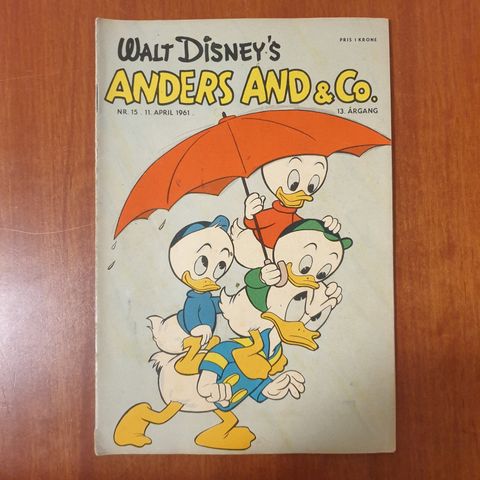 PRIS 1 KRONE
WALT DISNEY'S
ANDERS AND & Co.
NR. 15 . 11. APRIL 1961 . 13. ÅRGANG